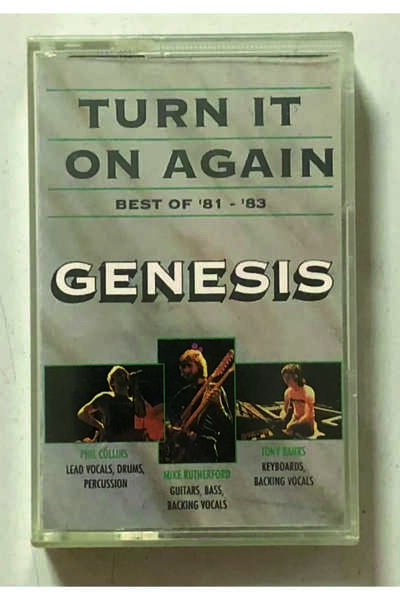 TURN IT
ON AGAIN
BEST OF '81 - '83
GENESIS
PHIL COLLINS
LEAD VOCALS, DRUMS,
PERCUSSION
MIKE RUTHERFORD
GUITARS, BASS,
BACKING VOCALS
TONY BANKS
KEYBOARDS,
BACKING VOCALS